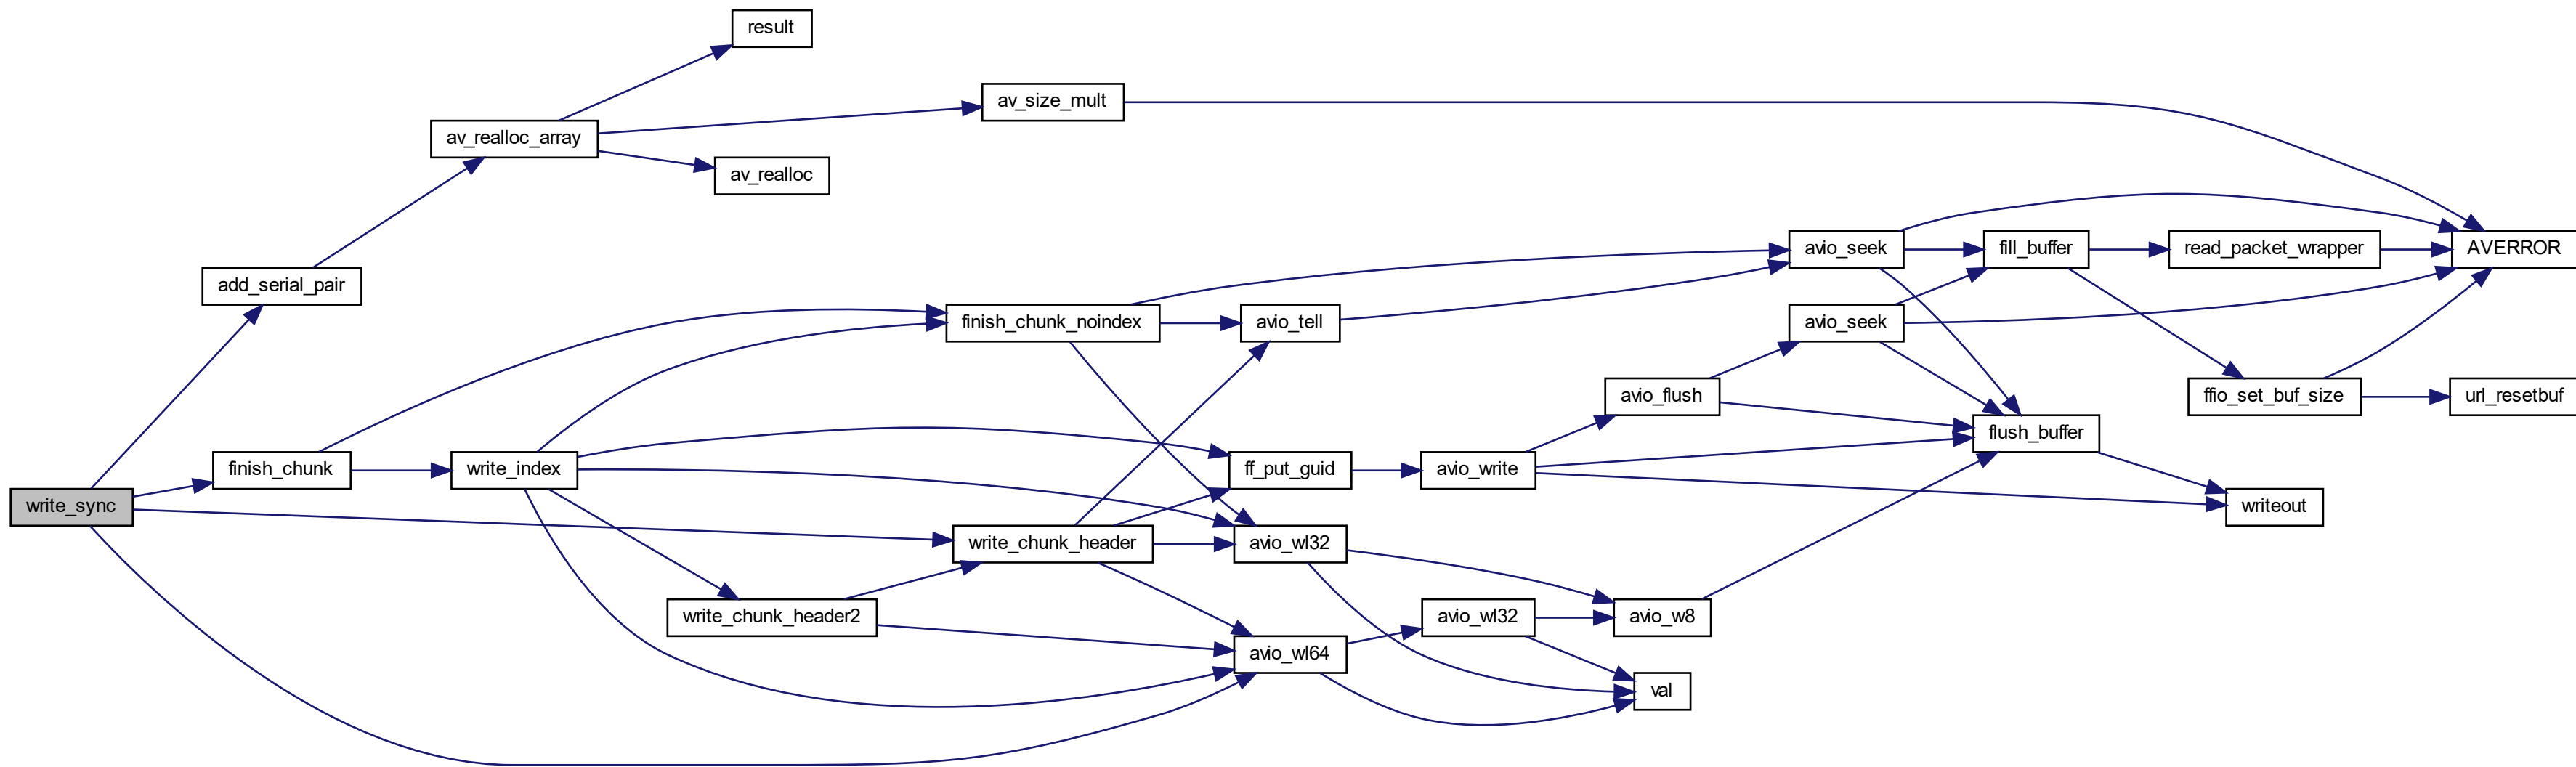 result
av_size_mult
av_realloc_array
av_realloc
avio_seek
fill_buffer
read_packet_wrapper
AVERROR
add_serial_pair
finish_chunk_noindex
avio_tell
avio_seek
avio_flush
ffio_set_buf_size
url_resetbuf
flush_buffer
finish_chunk
write_index
ff_put_guid
avio_write
write_sync
writeout
write_chunk_header
avio_wl32
write_chunk_header2
avio_wl32
avio_w8
avio_wl64
val